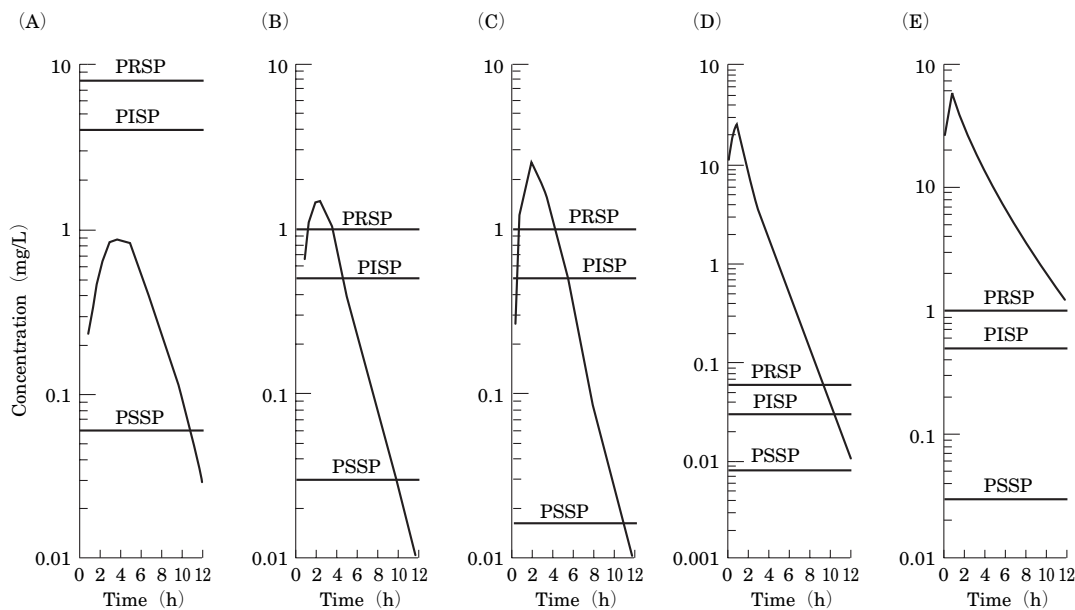 (A)
10
PRSP
PISP
1
0.1
PSSP
0.01
0 2 4 6 8 10 12
Time (h)
Concentration (mg/L)
(B)
10
PRSP
1
PISP
0.1
PSSP
0.01
0 2 4 6 8 10 12
Time (h)
(C)
10
PRSP
1
PISP
0.1
PSSP
0.01
0 2 4 6 8 10 12
Time (h)
(D)
10
10
1
0.1
PRSP
PISP
0.01
PSSP
0.001
0 2 4 6 8 10 12
Time (h)
(E)
10
10
PRSP
1
PISP
0.1
PSSP
0.01
0 2 4 6 8 10 12
Time (h)